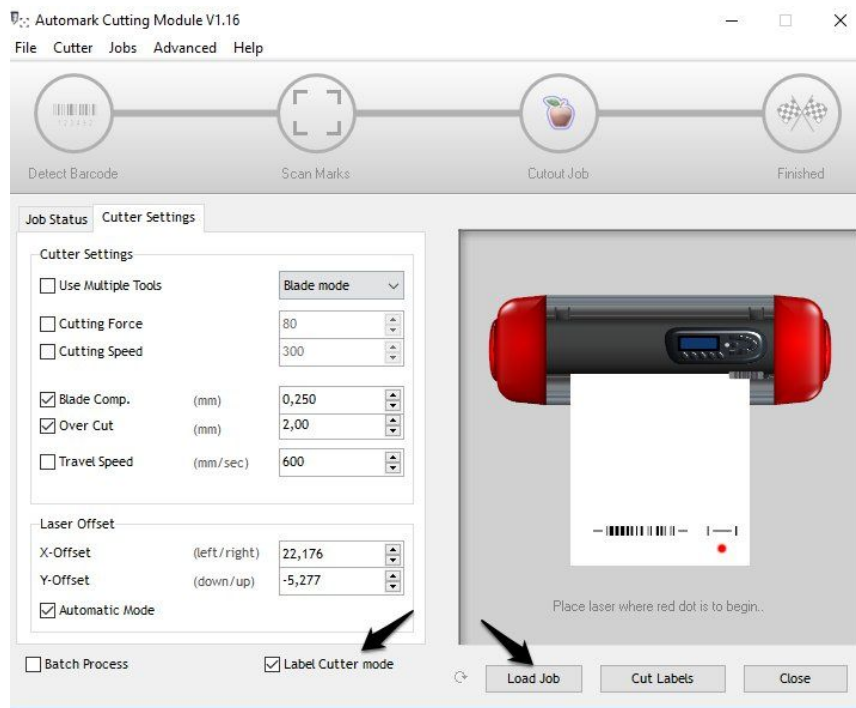 Automark Cutting Module V1.16
File Cutter Jobs Advanced Help
Detect Barcode Scan Marks Cutout Job Finished
Job Status Cutter Settings
Cutter Settings
Use Multiple Tools Blade mode
Cutting Force 80
Cutting Speed 300
Blade Comp. (mm) 0,250
Over Cut (mm) 2,00
Travel Speed (mm/sec) 600
Laser Offset
X-Offset (left/right) 22,176
Y-Offset (down/up) -5,277
Automatic Mode
Place laser where red dot is to begin..
Batch Process Label Cutter mode Load Job Cut Labels Close